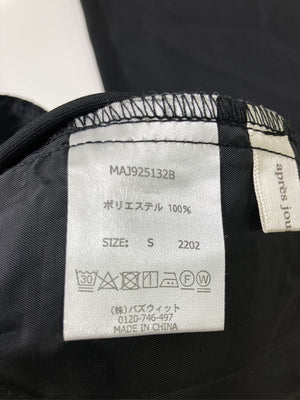 MAJ925132B
ポリエステル 100%
SIZE: S 2202
30 F W
(株)バズウィット
0120-746-497
MADE IN CHINA
après jou